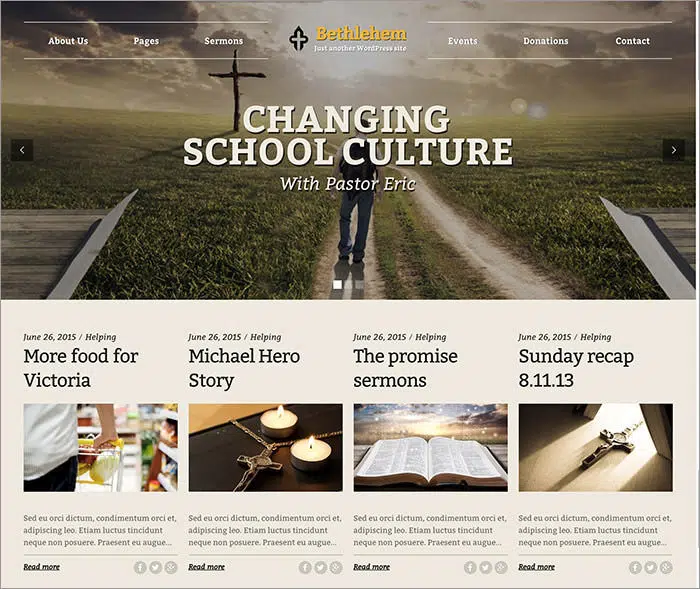 About Us Pages Sermons
Bethlehem
Just another WordPress site
Events Donations Contact
CHANGING
SCHOOL CULTURE
With Pastor Eric
June 26, 2015 / Helping
More food for
Victoria
Sed eu orci dictum, condimentum orci et,
adipiscing leo. Etiam luctus tincidunt
neque non posuere. Praesent eu augue...
Read more
June 26, 2015 / Helping
Michael Hero
Story
Sed eu orci dictum, condimentum orci et,
adipiscing leo. Etiam luctus tincidunt
neque non posuere. Praesent eu augue...
Read more
June 26, 2015 / Helping
The promise
sermons
Sed eu orci dictum, condimentum orci et,
adipiscing leo. Etiam luctus tincidunt
neque non posuere. Praesent eu augue...
Read more
June 26, 2015 / Helping
Sunday recap
8.11.13
Sed eu orci dictum, condimentum orci et,
adipiscing leo. Etiam luctus tincidunt
neque non posuere. Praesent eu augue...
Read more